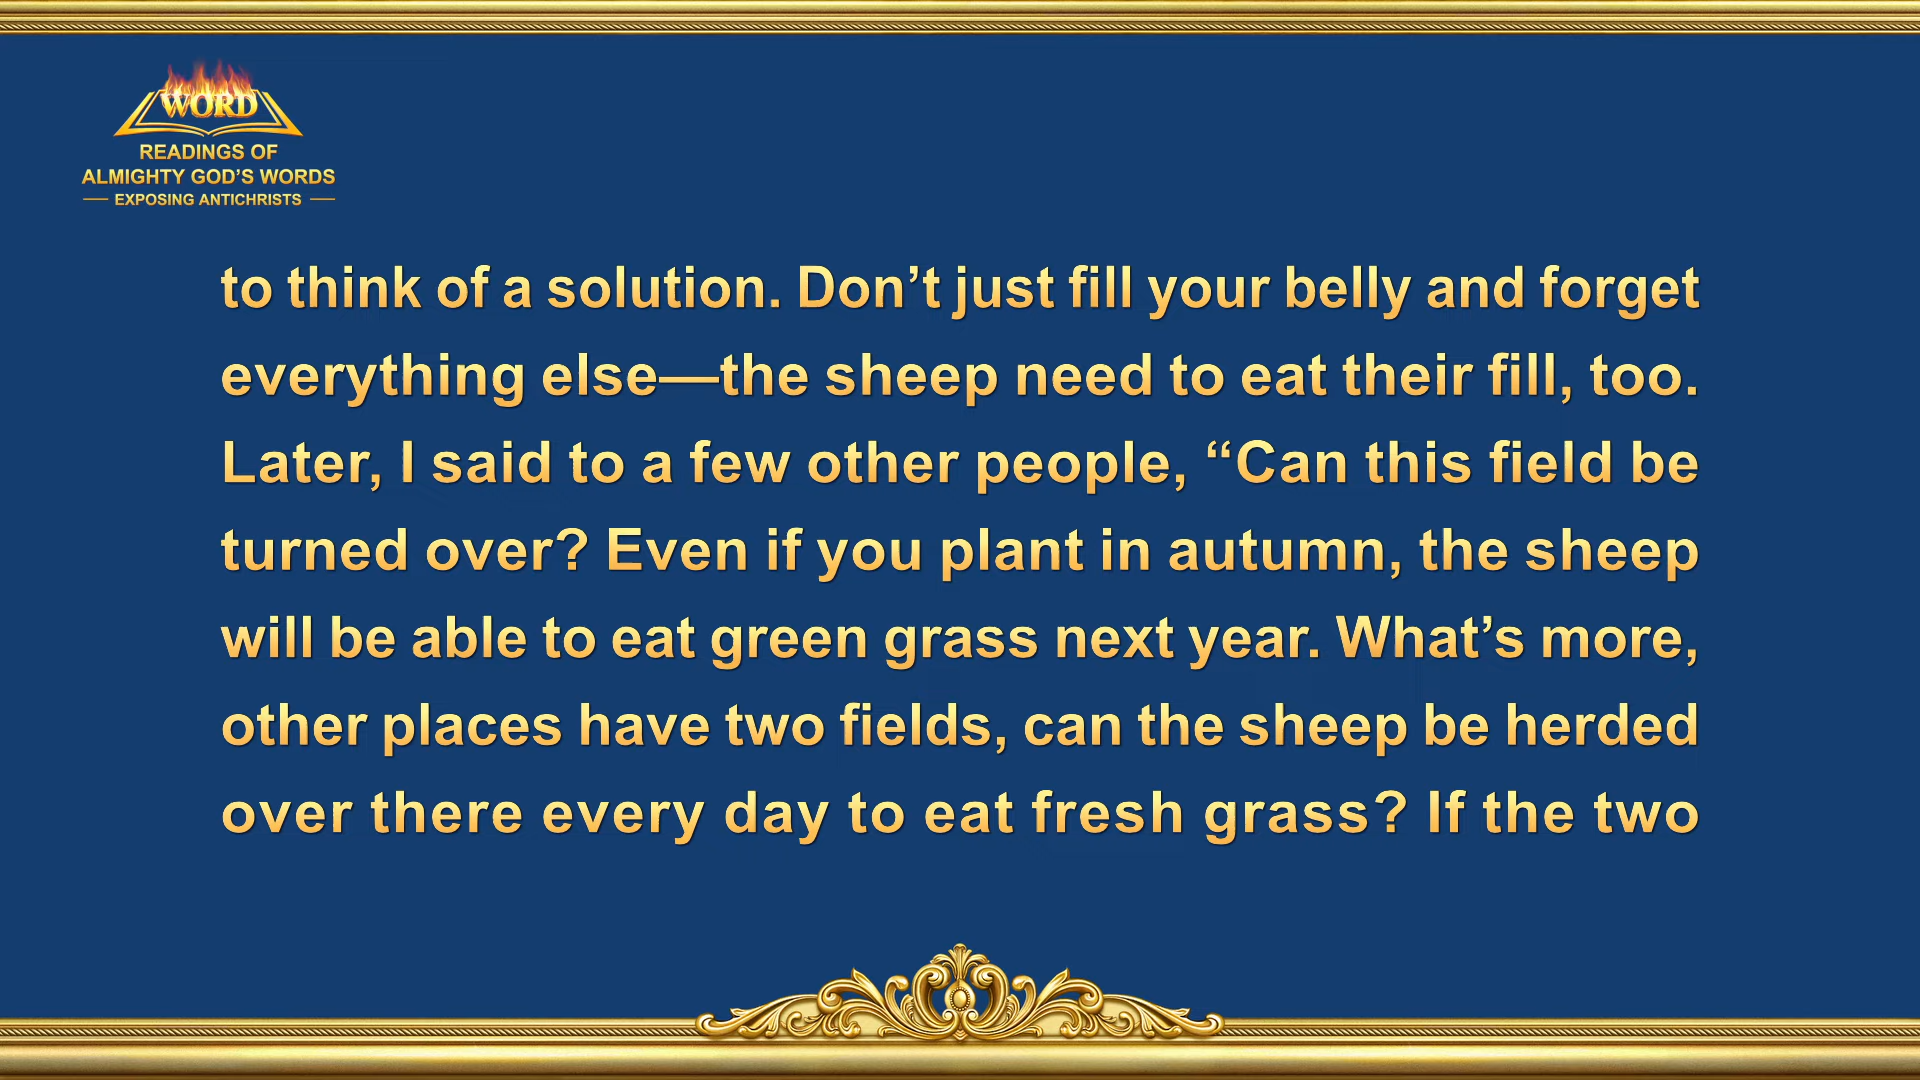 WORD
READINGS OF
ALMIGHTY GOD’S WORDS
EXPOSING ANTICHRISTS
to think of a solution. Don’t just fill your belly and forget
everything else—the sheep need to eat their fill, too.
Later, I said to a few other people, “Can this field be
turned over? Even if you plant in autumn, the sheep
will be able to eat green grass next year. What’s more,
other places have two fields, can the sheep be herded
over there every day to eat fresh grass? If the two